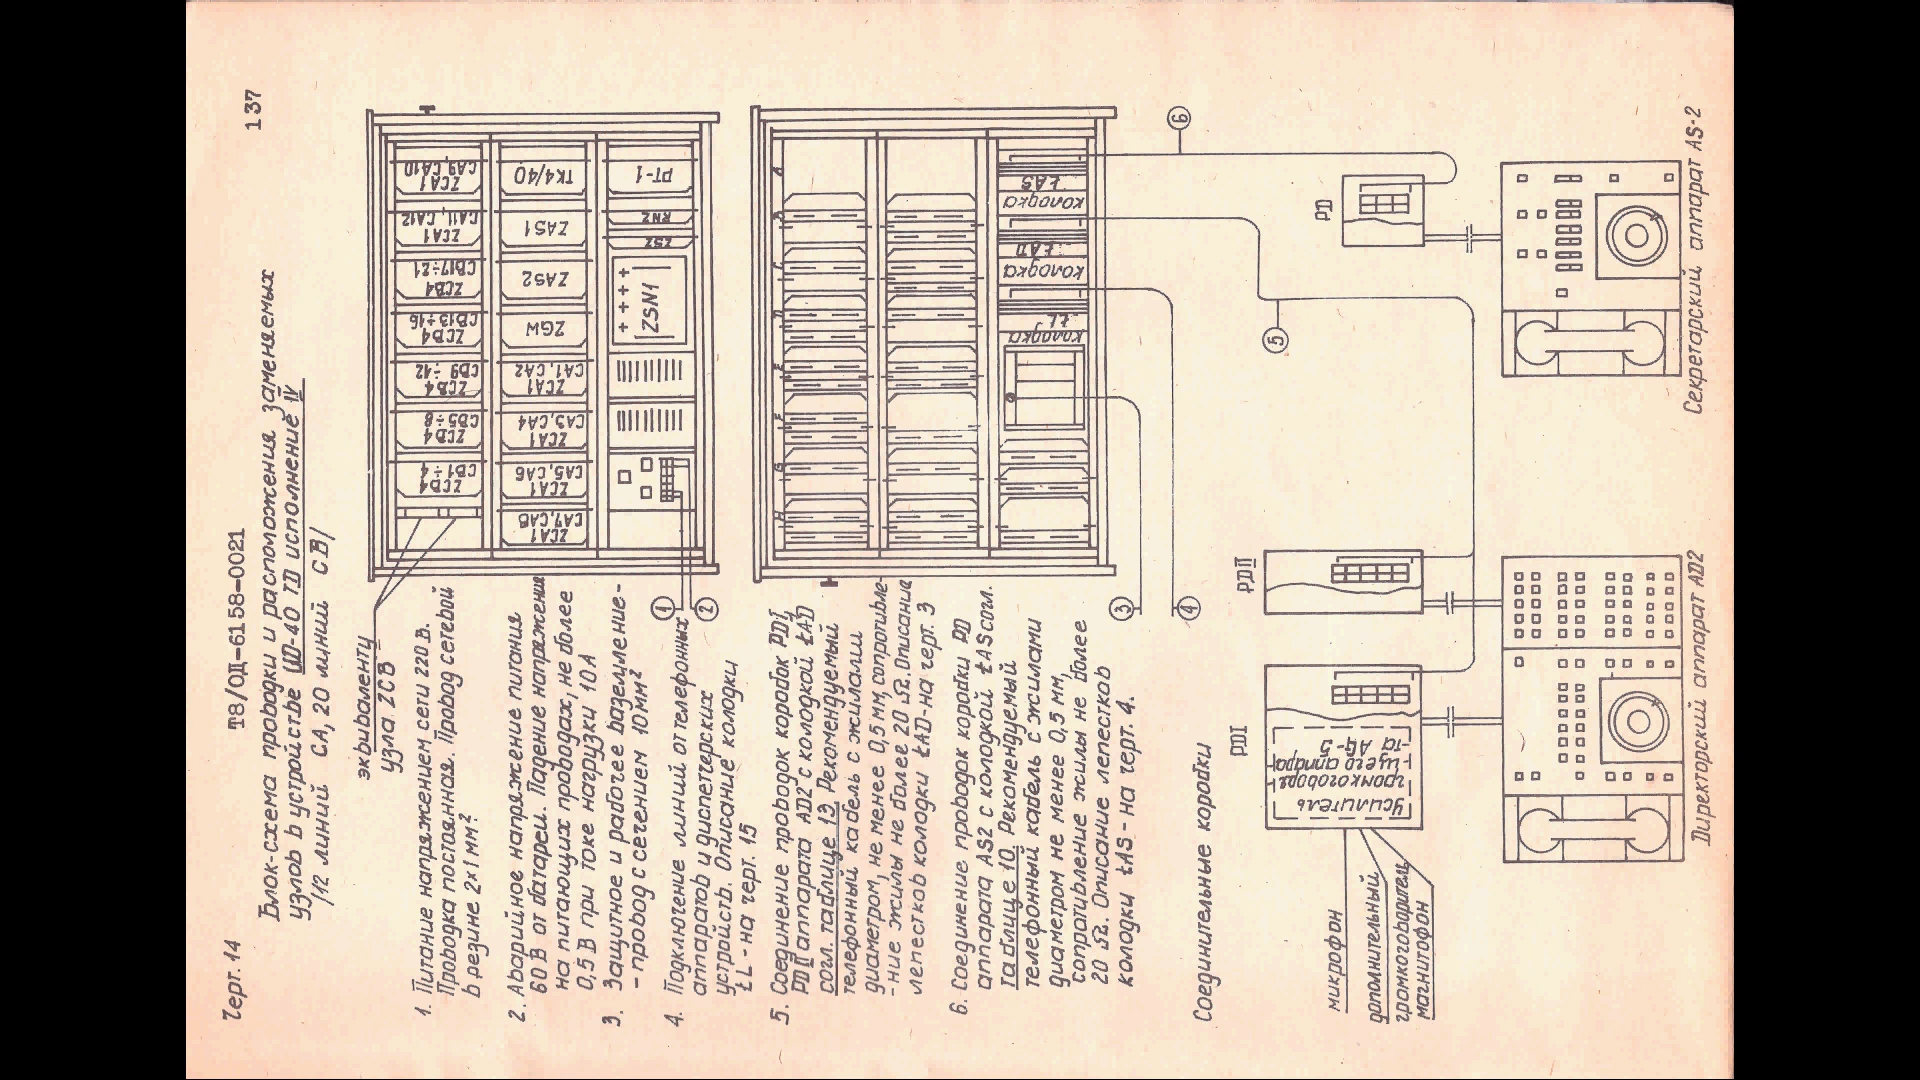 Черт. 14
Т8/ОД-6158-0021
137
Блок-схема проводки и расположения заменяемых
узлов в устройстве UD-40 TD исполнение IV
/12 линий СА, 20 линий СВ/
эквиваленту
узла ZCB
1. Питание напряжением сети 220 в.
Проводка постоянная. Провод сетевой
в резине 2×1 мм²
2. Аварийное напряжение питания
60 В от батареи. Падение напряжения
на питающих проводах, не более
0,5 В при токе нагрузки 10 А
3. Защитное и рабочее разещление-
- провод с сечением 10 мм²
4. Подключение линий от телефонных
аппаратов и диспетчерских
устройств. Описание колодки
ŁL - на черт. 15
5. Соединение проводок коробок PDI,
PDII аппарата AD2 с колодкой ŁAD
согл. таблице 13 Рекомендуемый
телефонный кабель с жилалии
диаметром, не менее 0,5 мм, сопротивле-
-ние жилы не более 20 Ω. Описание
лепестков колодки ŁAD-на черт. 3
6. Соединение проводок коробки PD
аппарата AS2 с колодкой ŁAS согл.
таблице 10. Рекомендуемый
телефонный кабель с жилами
диаметром не менее 0,5 мм,
сопротивление жилы не более
20 Ω. Описание лепестков
колодки ŁAS - на черт. 4.
ZCB4
CB1÷4
ZCB4
CB5÷8
ZCB4
CB9÷12
ZCB4
CB13÷16
ZCB4
CB17÷21
ZCA1
CA11, CA12
ZCA1
CA9, CA10
ZCA1
CA7, CA8
ZCA1
CA5, CA6
ZCA1
CA3, CA4
ZCA1
CA1, CA2
ZGW
ZAS2
ZAS1
TK4/40
ZSN1
+ + + +
ZSZ
RNZ
PT-1
1
2
H G F E D C B A
колодка
ŁL
колодка
ŁAD
колодка
ŁAS
3
4
5
6
Соединительные коробки
PDI
PDII
PD
Усилитель
громкоговоря
щего аппара-
-та AG-5
микрофон
дополнительный
громкоговоритель
магнитофон
Директорский аппарат AD2
Секретарский аппарат AS-2